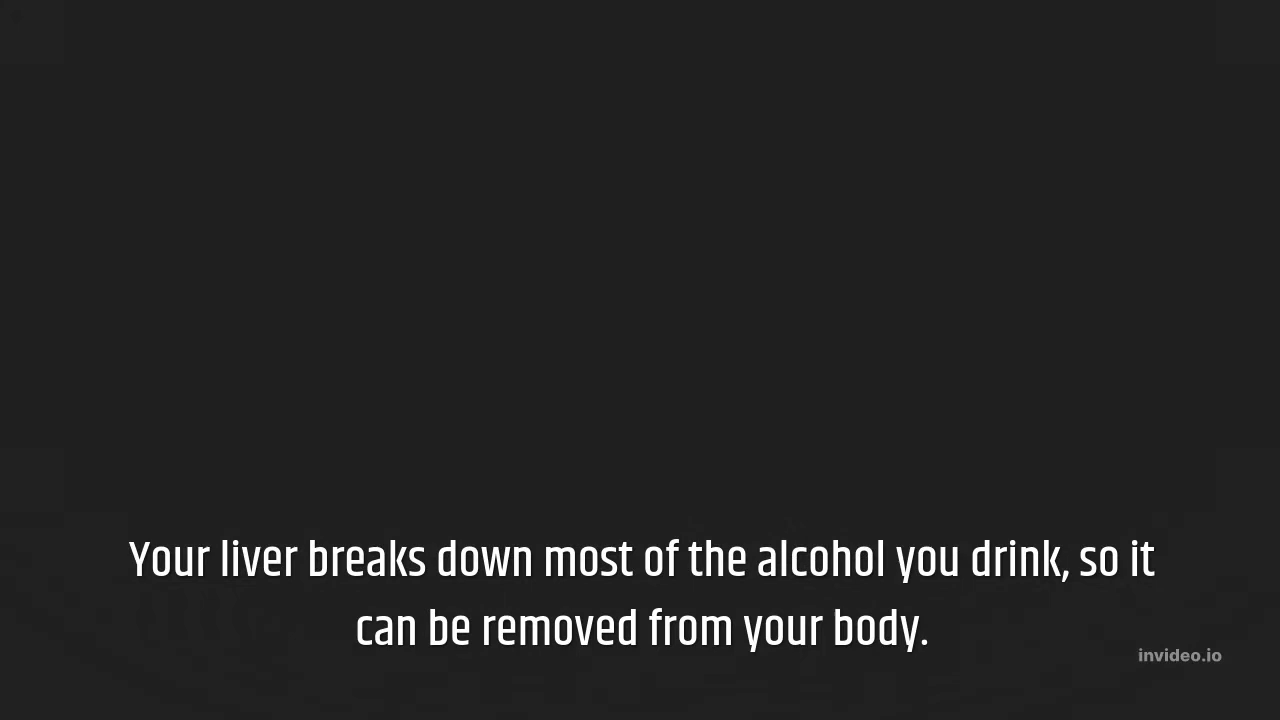 Your liver breaks down most of the alcohol you drink, so it
can be removed from your body.
invideo.io